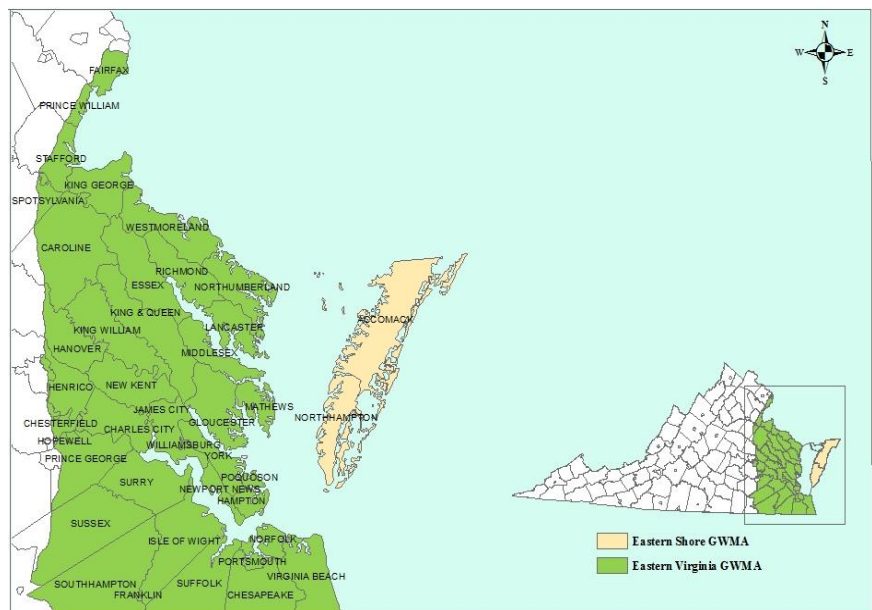 N
W E
S
FAIRFAX
PRINCE WILLIAM
STAFFORD
KING GEORGE
SPOTSYLVANIA
WESTMORELAND
CAROLINE
RICHMOND
ESSEX
NORTHUMBERLAND
KING & QUEEN
ACCOMACK
LANCASTER
KING WILLIAM
HANOVER
MIDDLESEX
HENRICO
NEW KENT
JAMES CITY
MATHEWS
NORTHHAMPTON
CHESTERFIELD
GLOUCESTER
CHARLES CITY
HOPEWELL
WILLIAMSBURG
YORK
PRINCE GEORGE
POQUOSON
SURRY
NEWPORT NEWS
HAMPTON
SUSSEX
ISLE OF WIGHT
NORFOLK
PORTSMOUTH
VIRGINIA BEACH
SOUTHHAMPTON
SUFFOLK
FRANKLIN
CHESAPEAKE
Eastern Shore GWMA
Eastern Virginia GWMA